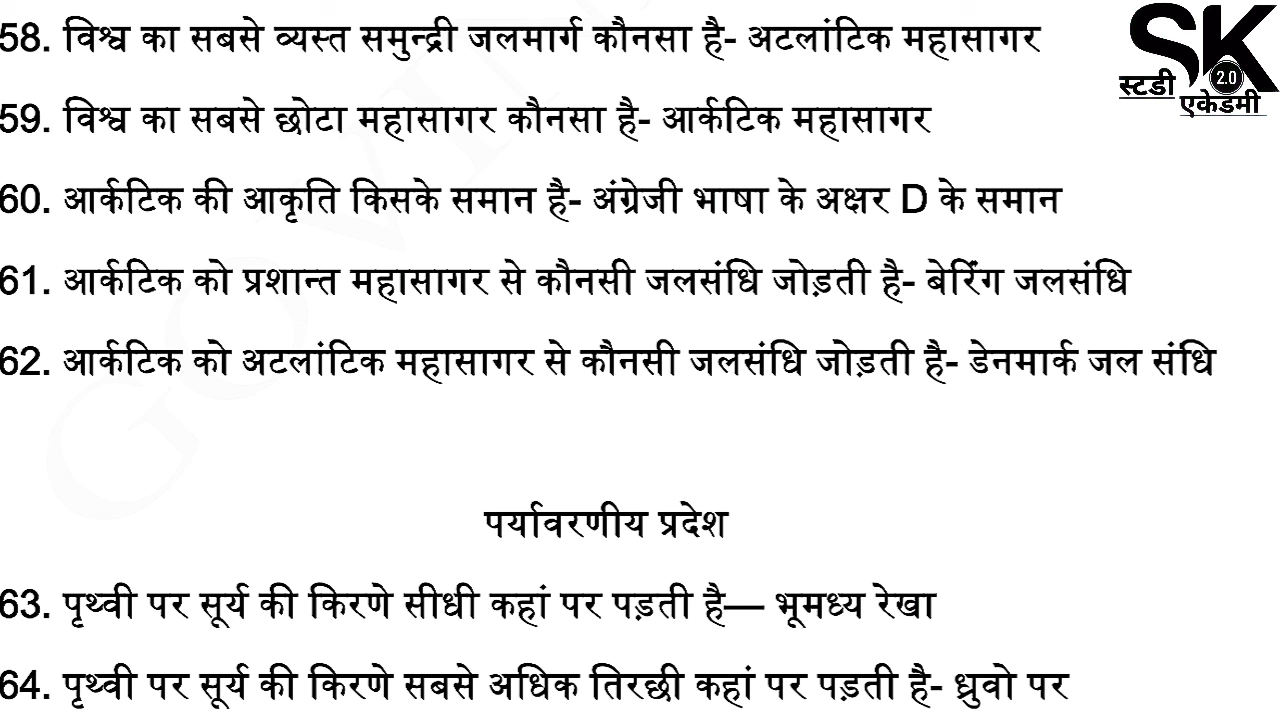 58. विश्व का सबसे व्यस्त समुन्द्री जलमार्ग कौनसा है- अटलांटिक महासागर
SK
2.0
स्टडी
एकेडमी
59. विश्व का सबसे छोटा महासागर कौनसा है- आर्कटिक महासागर
60. आर्कटिक की आकृति किसके समान है- अंग्रेजी भाषा के अक्षर D के समान
61. आर्कटिक को प्रशान्त महासागर से कौनसी जलसंधि जोड़ती है- बेरिंग जलसंधि
62. आर्कटिक को अटलांटिक महासागर से कौनसी जलसंधि जोड़ती है- डेनमार्क जल संधि
पर्यावरणीय प्रदेश
63. पृथ्वी पर सूर्य की किरणे सीधी कहां पर पड़ती है— भूमध्य रेखा
64. पृथ्वी पर सूर्य की किरणे सबसे अधिक तिरछी कहां पर पड़ती है- ध्रुवो पर